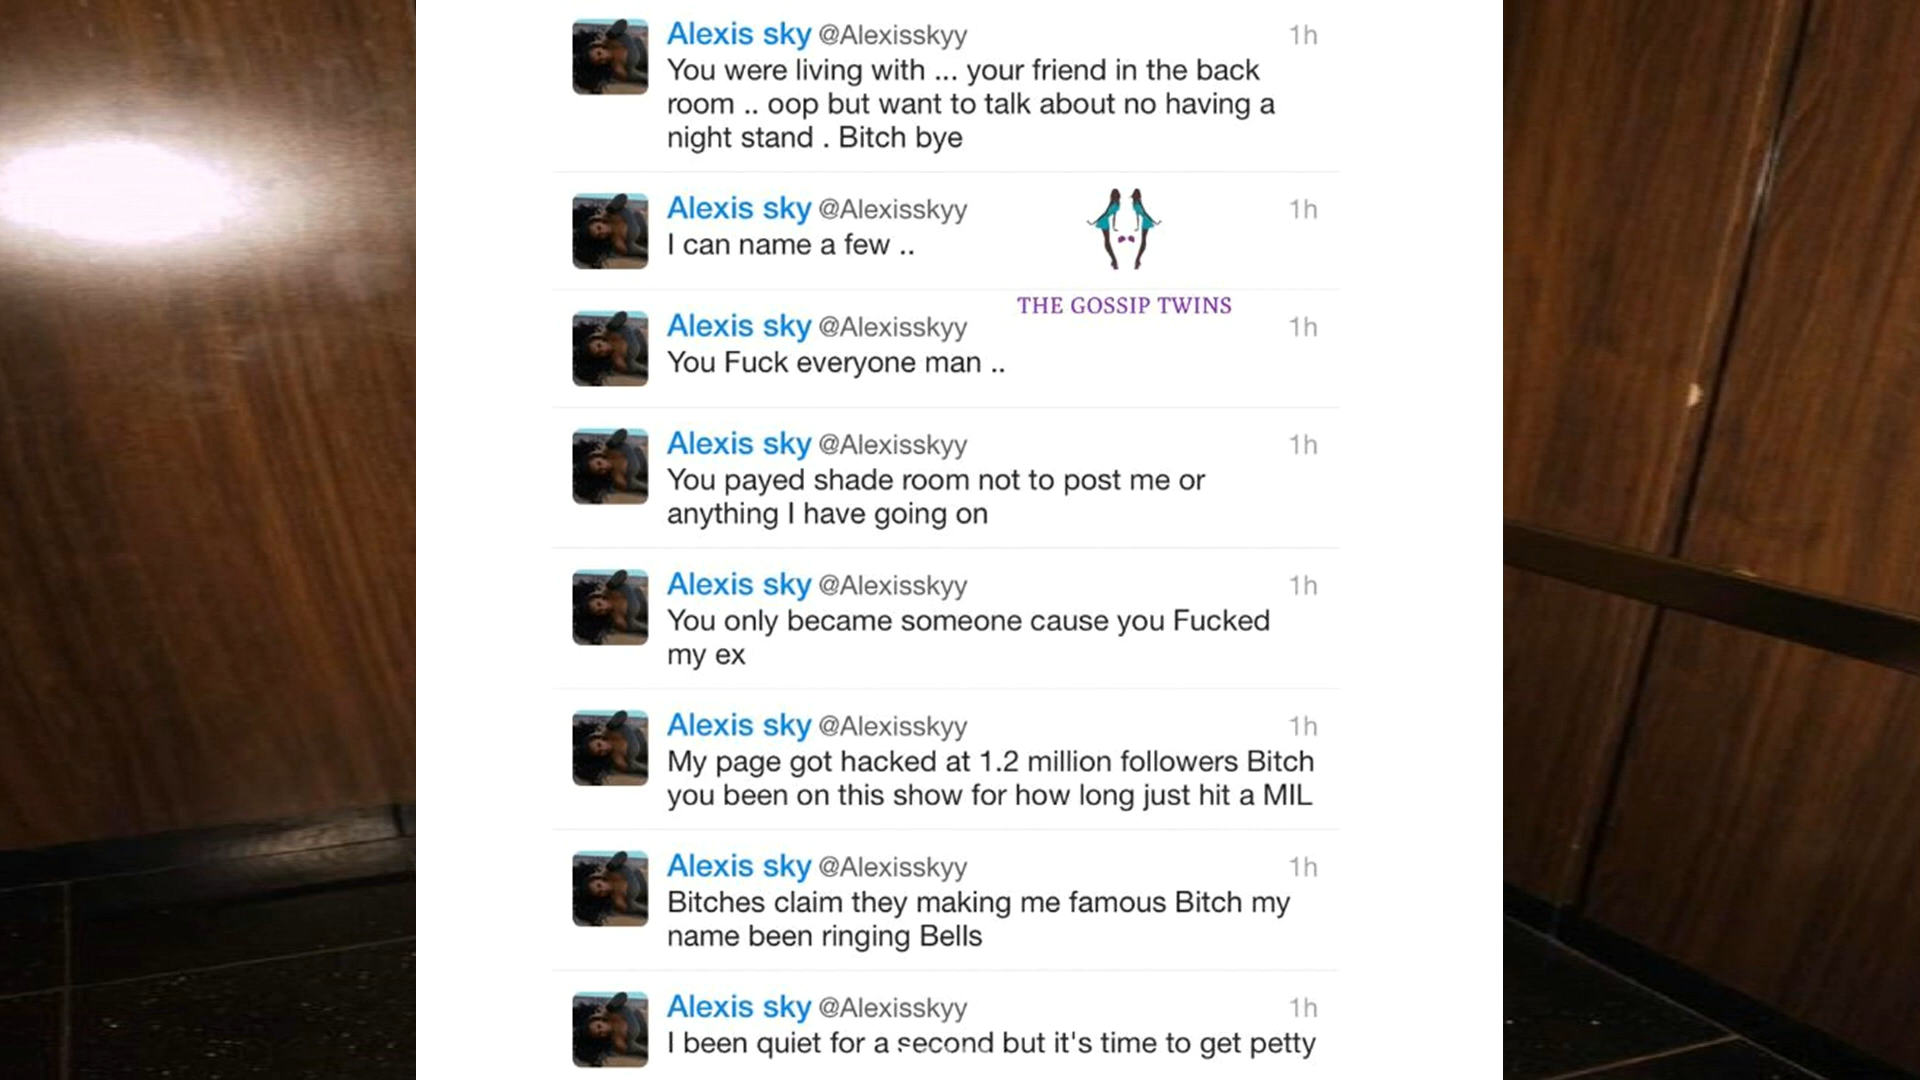 Alexis sky @Alexisskyy 1h
You were living with ... your friend in the back
room .. oop but want to talk about no having a
night stand . Bitch bye
Alexis sky @Alexisskyy 1h
I can name a few ..
THE GOSSIP TWINS
Alexis sky @Alexisskyy 1h
You Fuck everyone man ..
Alexis sky @Alexisskyy 1h
You payed shade room not to post me or
anything I have going on
Alexis sky @Alexisskyy 1h
You only became someone cause you Fucked
my ex
Alexis sky @Alexisskyy 1h
My page got hacked at 1.2 million followers Bitch
you been on this show for how long just hit a MIL
Alexis sky @Alexisskyy 1h
Bitches claim they making me famous Bitch my
name been ringing Bells
Alexis sky @Alexisskyy 1h
I been quiet for a second but it's time to get petty